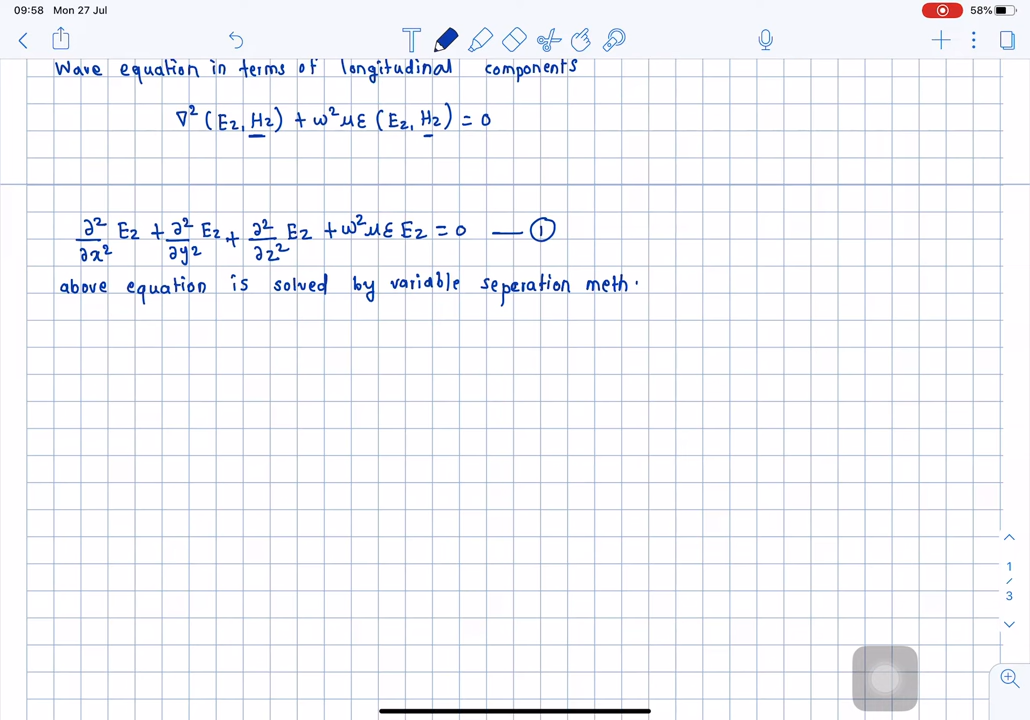 09:58 Mon 27 Jul
58%
T
Wave equation in terms of longitudinal components
∇² (Ez, Hz) + ω²με (Ez, Hz) = 0
∂²/∂x² Ez + ∂²/∂y² Ez + ∂²/∂z² Ez + ω²με Ez = 0 — ①
above equation is solved by variable seperation meth.
1
/
3